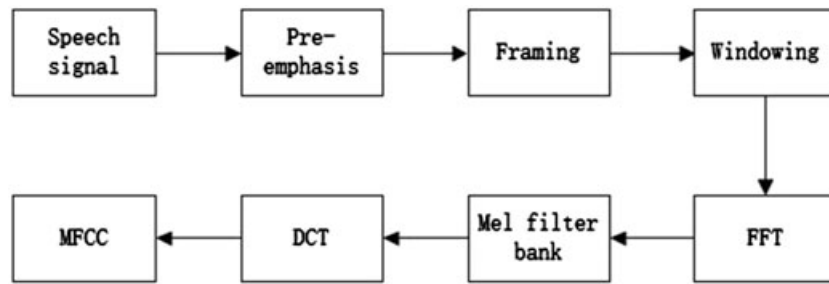 Speech
signal
Pre-
emphasis
Framing
Windowing
FFT
Mel filter
bank
DCT
MFCC